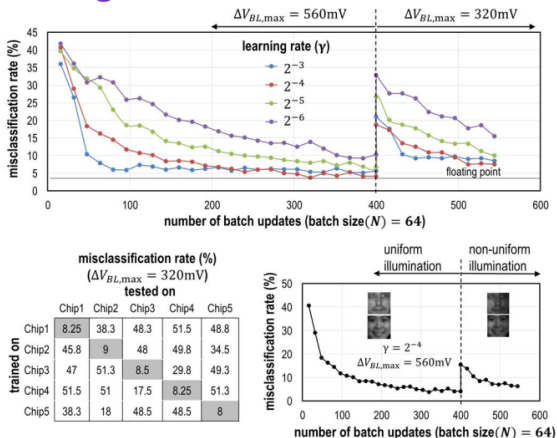 ΔV_BL,max = 560mV
ΔV_BL,max = 320mV
misclassification rate (%)
45
40
35
30
25
20
15
10
5
0
learning rate (γ)
2^-3
2^-4
2^-5
2^-6
floating point
0 100 200 300 400 500 600
number of batch updates (batch size(N) = 64)
misclassification rate (%)
(ΔV_BL,max = 320mV)
tested on
Chip1 Chip2 Chip3 Chip4 Chip5
trained on
Chip1 8.25 38.3 48.3 51.5 48.8
Chip2 45.8 9 48 49.8 34.5
Chip3 47 51.3 8.5 29.8 49.3
Chip4 51.5 51 17.5 8.25 51.3
Chip5 38.3 18 48.5 48.5 8
uniform
illumination
non-uniform
illumination
misclassification rate (%)
50
40
30
20
10
0
γ = 2^-4
ΔV_BL,max = 560mV
0 100 200 300 400 500 600
number of batch updates (batch size(N) = 64)